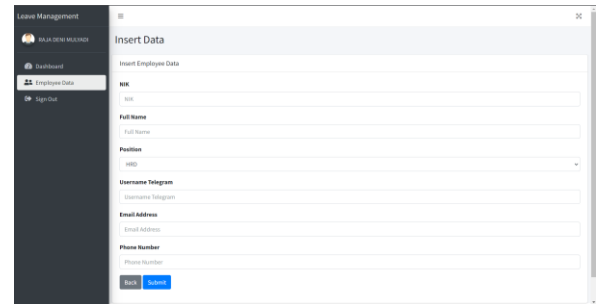 Leave Management
RAJA DENI MULYADI
Dashboard
Employee Data
Sign Out
Insert Data
Insert Employee Data
NIK
NIK
Full Name
Full Name
Position
HRD
Username Telegram
Username Telegram
Email Address
Email Address
Phone Number
Phone Number
Back Submit